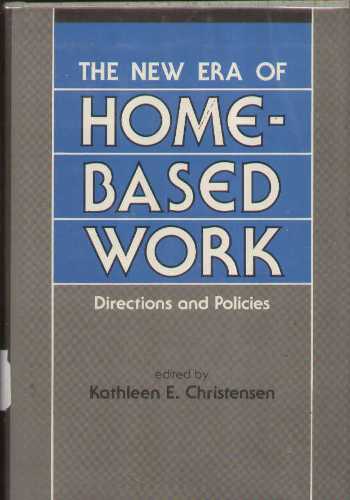 THE NEW ERA OF
HOME-
BASED
WORK
Directions and Policies
edited by
Kathleen E. Christensen